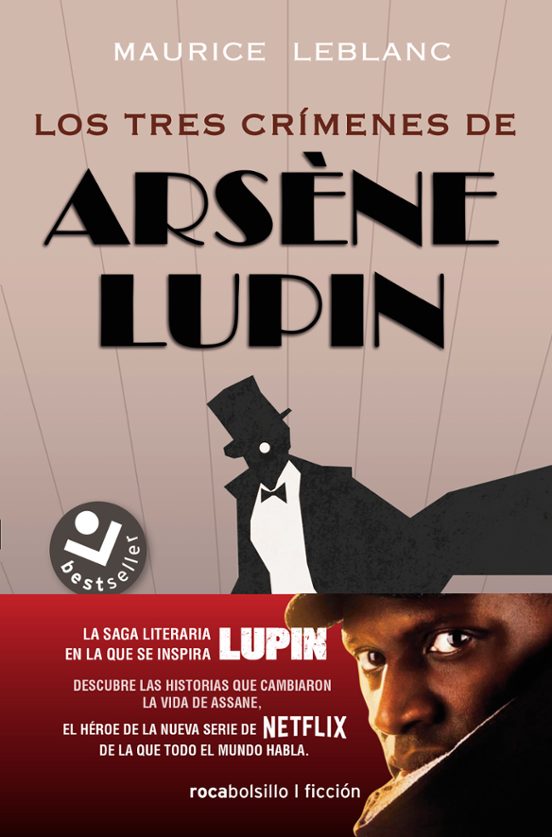 MAURICE LEBLANC
LOS TRES CRÍMENES DE
ARSÈNE
LUPIN
bestseller
LA SAGA LITERARIA
EN LA QUE SE INSPIRA LUPIN
DESCUBRE LAS HISTORIAS QUE CAMBIARON
LA VIDA DE ASSANE,
EL HÉROE DE LA NUEVA SERIE DE NETFLIX
DE LA QUE TODO EL MUNDO HABLA.
rocabolsillo | ficción